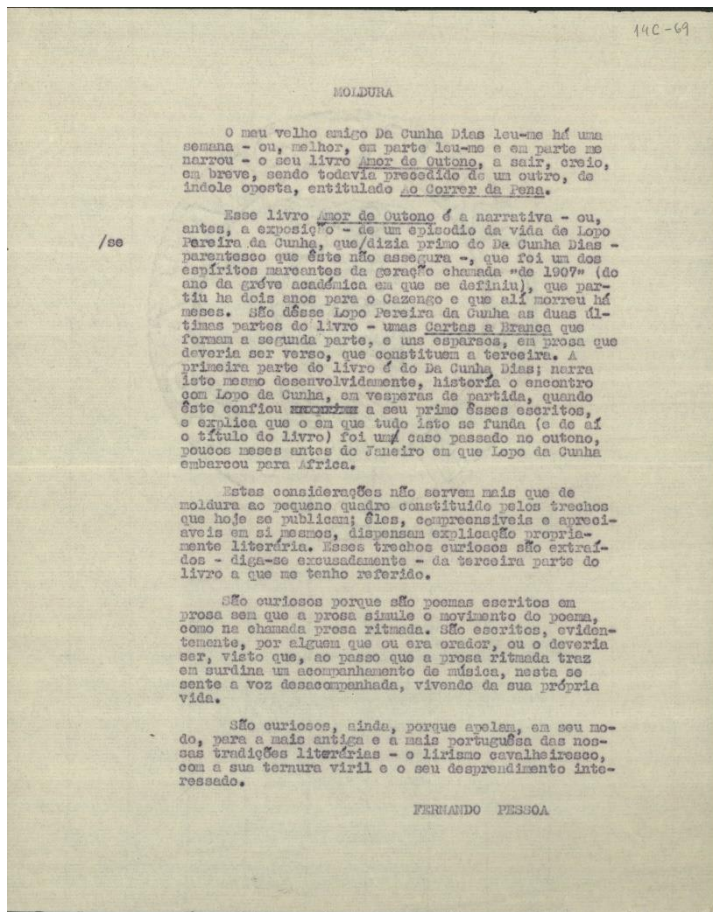 14C-69
MOLDURA
O meu velho amigo Da Cunha Dias leu-me há uma
semana - ou, melhor, em parte leu-me e em parte me
narrou - o seu livro Amor de Outono, a sair, creio,
em breve, sendo todavia precedido de um outro, de
indole oposta, entitulado Ao Correr da Pena.
Esse livro Amor de Outono é a narrativa - ou,
antes, a exposição - de um episodio da vida de Lopo
/se
Pereira da Cunha, que/dizia primo do Da Cunha Dias -
parentesco que êste não assegura -, que foi um dos
espíritos marcantes da geração chamada "de 1907" (do
ano da gréve académica em que se definiu), que par-
tiu ha dois anos para o Cazengo e que alí morreu há
meses. São dêsse Lopo Pereira da Cunha as duas úl-
timas partes do livro - umas Cartas a Branca que
formam a segunda parte, e uns esparsos, em prosa que
deveria ser verso, que constituem a terceira. A
primeira parte do livro é do Da Cunha Dias; narra
isto mesmo desenvolvidamente, historía o encontro
com Lopo da Cunha, em vesperas de partida, quando
êste confiou a seu primo êsses escritos,
e explica que o em que tudo isto se funda (e de aí
o título do livro) foi um caso passado no outono,
poucos meses antes do Janeiro em que Lopo da Cunha
embarcou para Africa.
Estas considerações não servem mais que de
moldura ao pequeno quadro constituido pelos trechos
que hoje se publicam; êles, compreensiveis e apreci-
aveis em si mesmos, dispensam explicação propria-
mente literária. Esses trechos curiosos são extraí-
dos - diga-se excusadamente - da terceira parte do
livro a que me tenho referido.
São curiosos porque são poemas escritos em
prosa sem que a prosa simule o movimento do poema,
como na chamada prosa ritmada. São escritos, eviden-
temente, por alguem que ou era orador, ou o deveria
ser, visto que, ao passo que a prosa ritmada traz
em surdina um acompanhamento de música, nesta se
sente a voz desacompanhada, vivendo da sua própria
vida.
São curiosos, ainda, porque apelam, em seu mo-
do, para a mais antiga e a mais portuguêsa das nos-
sas tradições literárias - o lirismo cavalheiresco,
com a sua ternura viril e o seu desprendimento inte-
ressado.
FERNANDO PESSOA